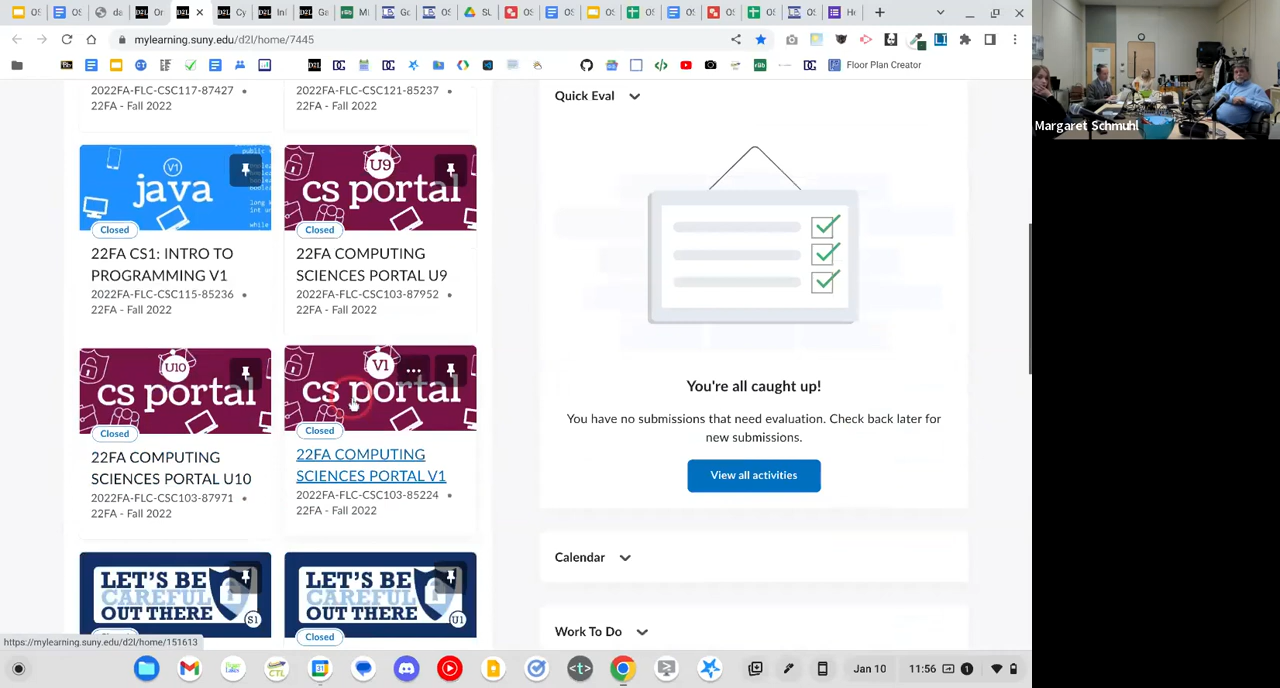 mylearning.suny.edu/d2l/home/7445
Floor Plan Creator
2022FA-FLC-CSC117-87427 •
22FA - Fall 2022
2022FA-FLC-CSC121-85237 •
22FA - Fall 2022
V1
java
Closed
22FA CS1: INTRO TO
PROGRAMMING V1
2022FA-FLC-CSC115-85236 •
22FA - Fall 2022
U9
cs portal
Closed
22FA COMPUTING
SCIENCES PORTAL U9
2022FA-FLC-CSC103-87952 •
22FA - Fall 2022
U10
cs portal
Closed
22FA COMPUTING
SCIENCES PORTAL U10
2022FA-FLC-CSC103-87971 •
22FA - Fall 2022
V1
cs portal
Closed
22FA COMPUTING
SCIENCES PORTAL V1
2022FA-FLC-CSC103-85224 •
22FA - Fall 2022
LET'S BE
CAREFUL
OUT THERE
S1
LET'S BE
CAREFUL
OUT THERE
U1
Closed
Quick Eval
You're all caught up!
You have no submissions that need evaluation. Check back later for
new submissions.
View all activities
Calendar
Work To Do
https://mylearning.suny.edu/d2l/home/151613
Jan 10
11:56
1
Margaret Schmuhl